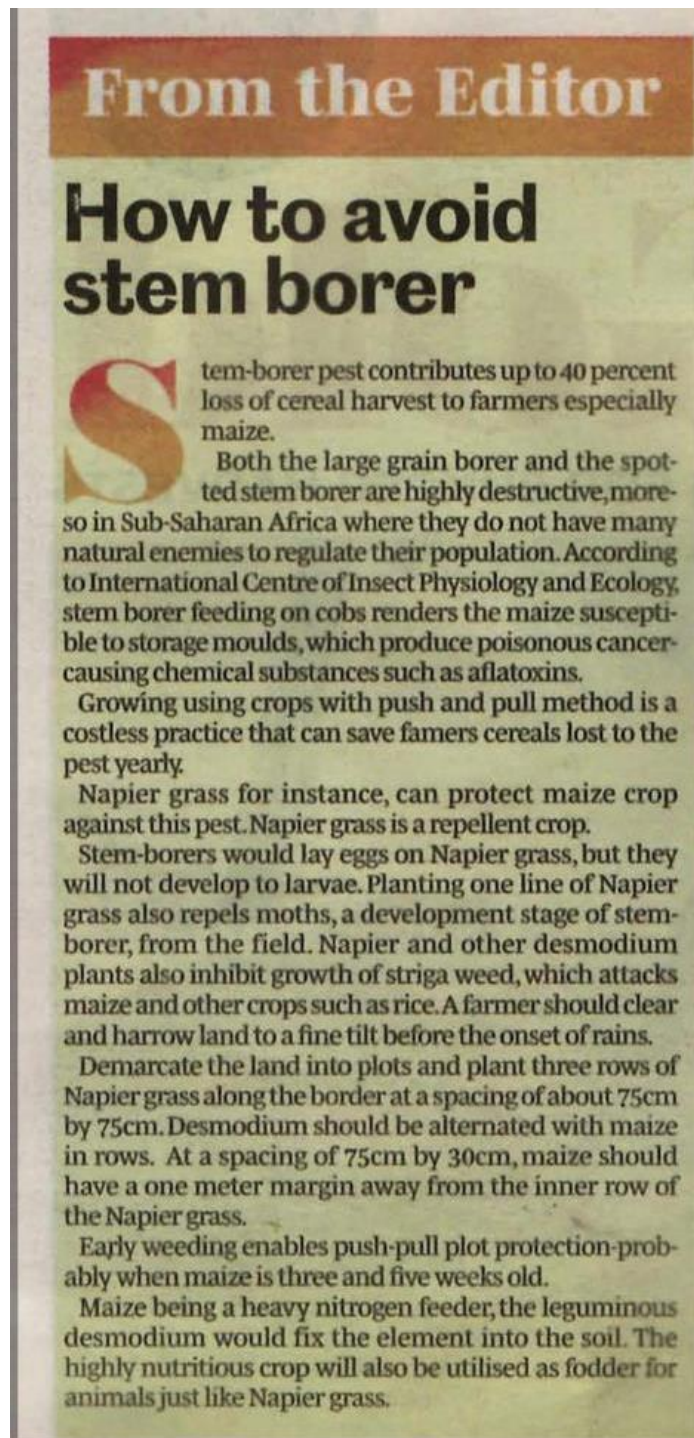 From the Editor
How to avoid
stem borer
Stem-borer pest contributes up to 40 percent
loss of cereal harvest to farmers especially
maize.
Both the large grain borer and the spot-
ted stem borer are highly destructive, more-
so in Sub-Saharan Africa where they do not have many
natural enemies to regulate their population. According
to International Centre of Insect Physiology and Ecology,
stem borer feeding on cobs renders the maize suscepti-
ble to storage moulds, which produce poisonous cancer-
causing chemical substances such as aflatoxins.
Growing using crops with push and pull method is a
costless practice that can save famers cereals lost to the
pest yearly.
Napier grass for instance, can protect maize crop
against this pest. Napier grass is a repellent crop.
Stem-borers would lay eggs on Napier grass, but they
will not develop to larvae. Planting one line of Napier
grass also repels moths, a development stage of stem-
borer, from the field. Napier and other desmodium
plants also inhibit growth of striga weed, which attacks
maize and other crops such as rice. A farmer should clear
and harrow land to a fine tilt before the onset of rains.
Demarcate the land into plots and plant three rows of
Napier grass along the border at a spacing of about 75cm
by 75cm. Desmodium should be alternated with maize
in rows. At a spacing of 75cm by 30cm, maize should
have a one meter margin away from the inner row of
the Napier grass.
Early weeding enables push-pull plot protection-prob-
ably when maize is three and five weeks old.
Maize being a heavy nitrogen feeder, the leguminous
desmodium would fix the element into the soil. The
highly nutritious crop will also be utilised as fodder for
animals just like Napier grass.